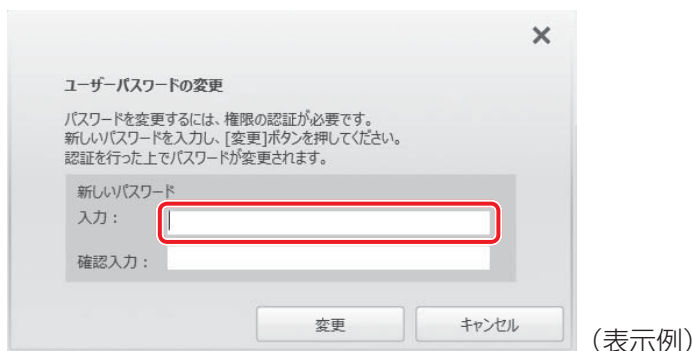 ユーザーパスワードの変更
パスワードを変更するには、権限の認証が必要です。
新しいパスワードを入力し、[変更]ボタンを押してください。
認証を行った上でパスワードが変更されます。
新しいパスワード
入力：
確認入力：
変更
キャンセル
（表示例）